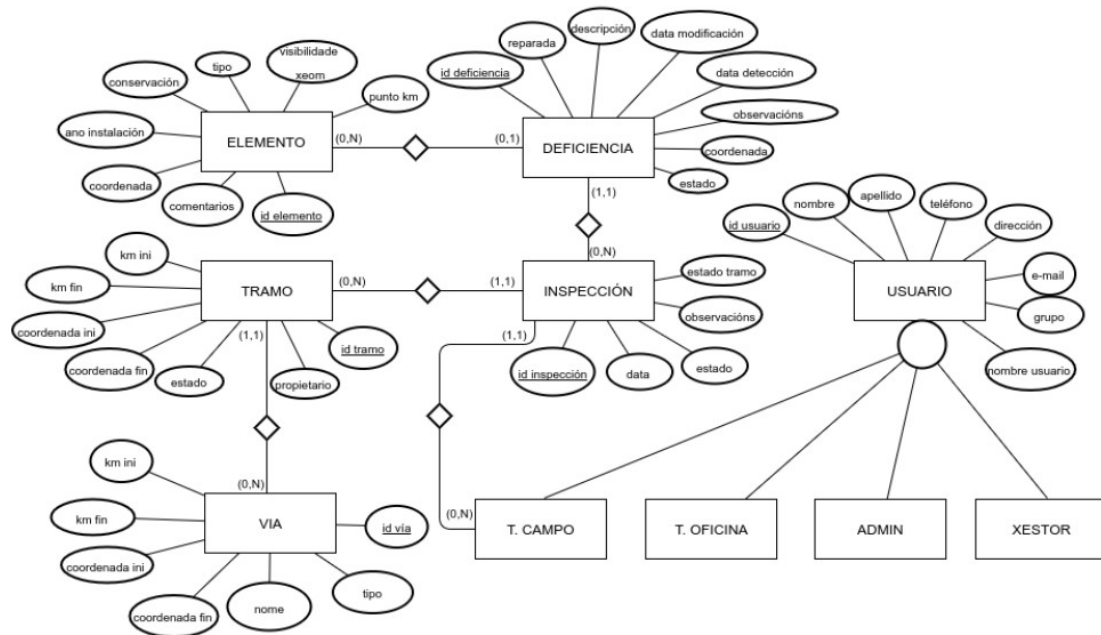 descripción
data modificación
reparada
visibilidade
xeom
tipo
id deficiencia
data detección
conservación
punto km
observacións
ano instalación
ELEMENTO
(0,N)
(0,1)
DEFICIENCIA
coordenada
coordenada
estado
comentarios
id elemento
(1,1)
apellido
nombre
teléfono
id usuario
dirección
km ini
(0,N)
estado tramo
e-mail
km fin
TRAMO
(0,N)
(1,1)
INSPECCIÓN
USUARIO
observacións
grupo
coordenada ini
(1,1)
(1,1)
id tramo
coordenada fin
estado
propietario
id inspección
data
estado
nombre usuario
km ini
(0,N)
km fin
VIA
id vía
(0,N)
T. CAMPO
T. OFICINA
ADMIN
XESTOR
coordenada ini
tipo
coordenada fin
nome